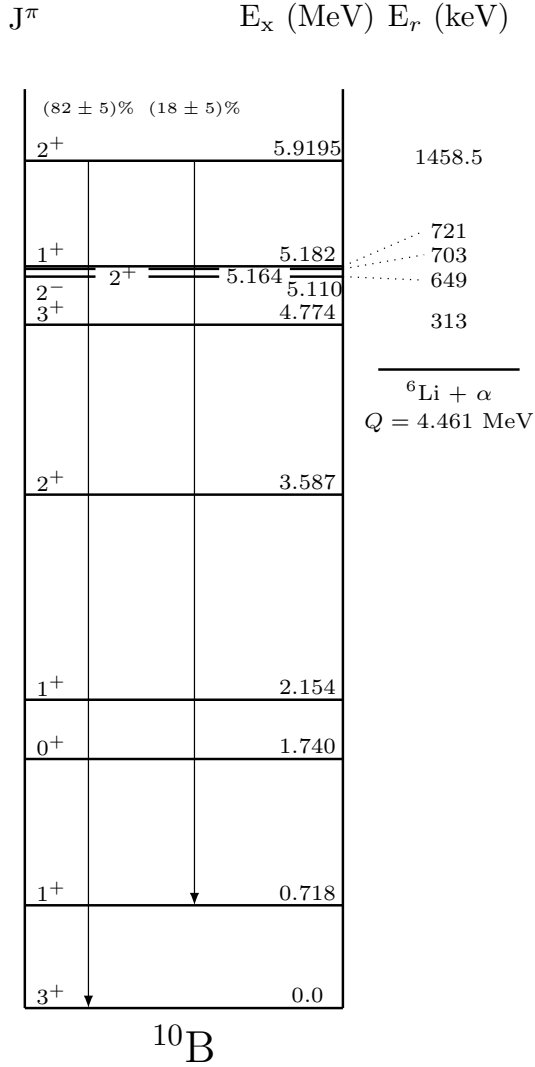 J^π E_x (MeV) E_r (keV)
(82 ± 5)% (18 ± 5)%
2⁺ 5.9195 1458.5
721
1⁺ 5.182 703
2⁺ 5.164 649
2⁻ 5.110
3⁺ 4.774 313
⁶Li + α
Q = 4.461 MeV
2⁺ 3.587
1⁺ 2.154
0⁺ 1.740
1⁺ 0.718
3⁺ 0.0
¹⁰B